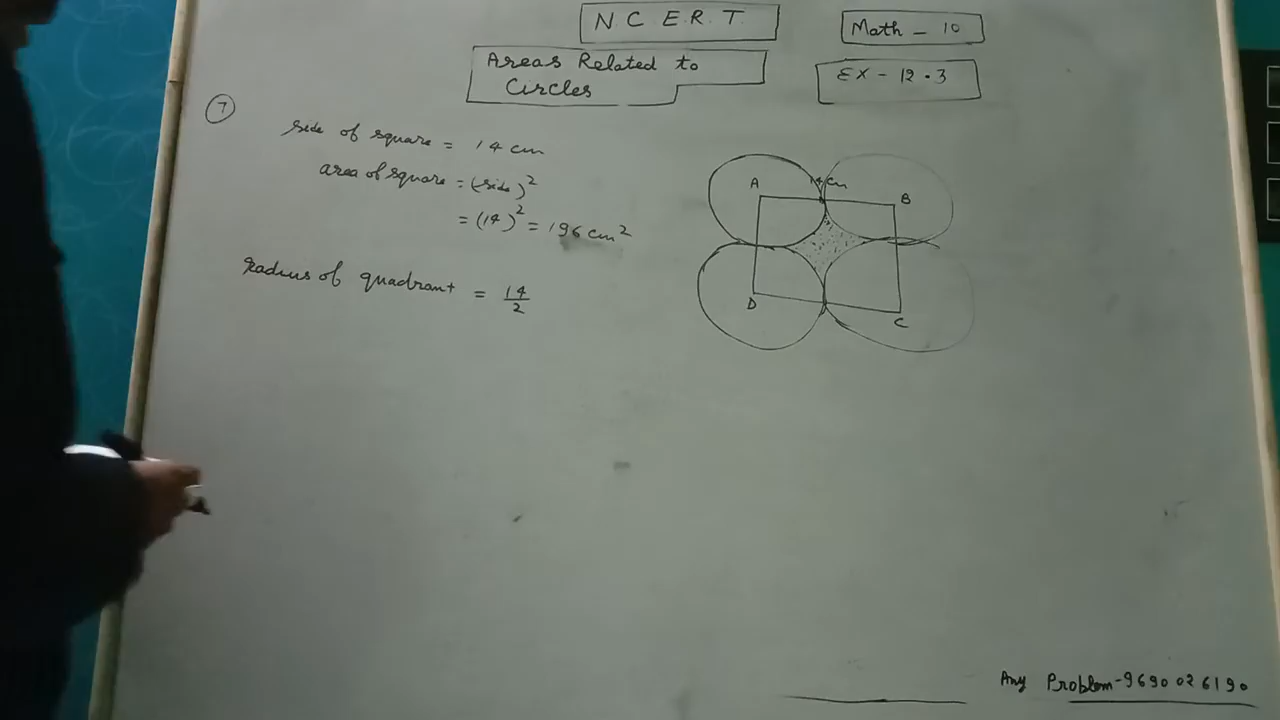 N C E R T
Math - 10
Areas Related to
Circles
EX - 12.3
7
side of square = 14 cm
area of square = (side)²
= (14)² = 196 cm²
Radius of quadrant = 14/2
14 cm
A
B
D
C
Any Problem - 9690026190